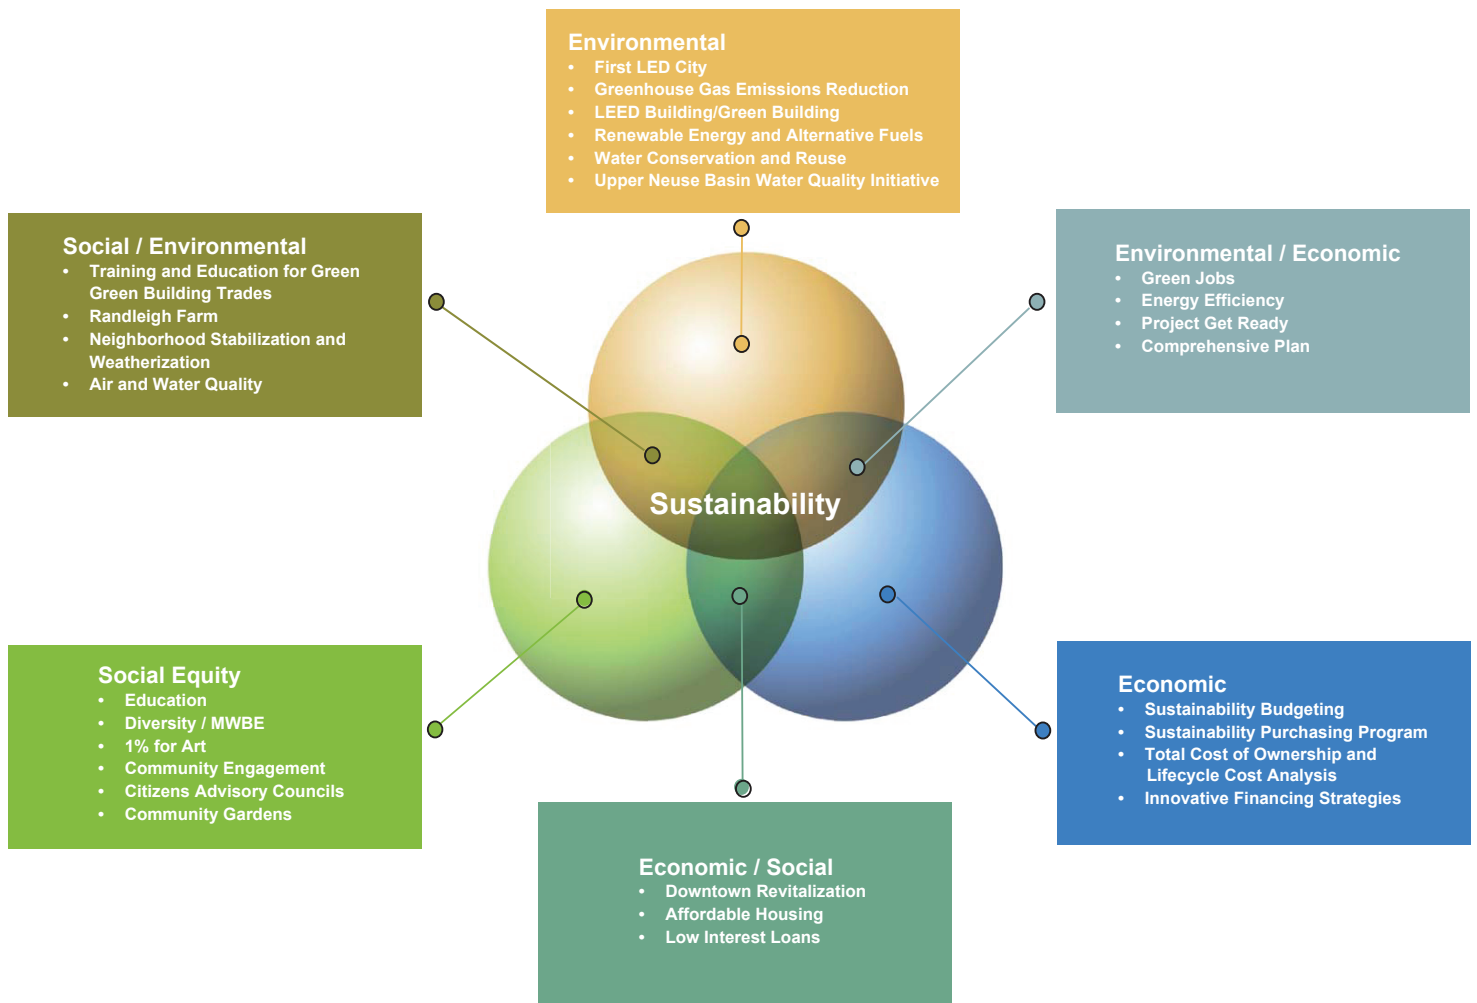 Environmental
• First LED City
• Greenhouse Gas Emissions Reduction
• LEED Building/Green Building
• Renewable Energy and Alternative Fuels
• Water Conservation and Reuse
• Upper Neuse Basin Water Quality Initiative
Social / Environmental
• Training and Education for Green
Green Building Trades
• Randleigh Farm
• Neighborhood Stabilization and
Weatherization
• Air and Water Quality
Environmental / Economic
• Green Jobs
• Energy Efficiency
• Project Get Ready
• Comprehensive Plan
Sustainability
Social Equity
• Education
• Diversity / MWBE
• 1% for Art
• Community Engagement
• Citizens Advisory Councils
• Community Gardens
Economic
• Sustainability Budgeting
• Sustainability Purchasing Program
• Total Cost of Ownership and
Lifecycle Cost Analysis
• Innovative Financing Strategies
Economic / Social
• Downtown Revitalization
• Affordable Housing
• Low Interest Loans